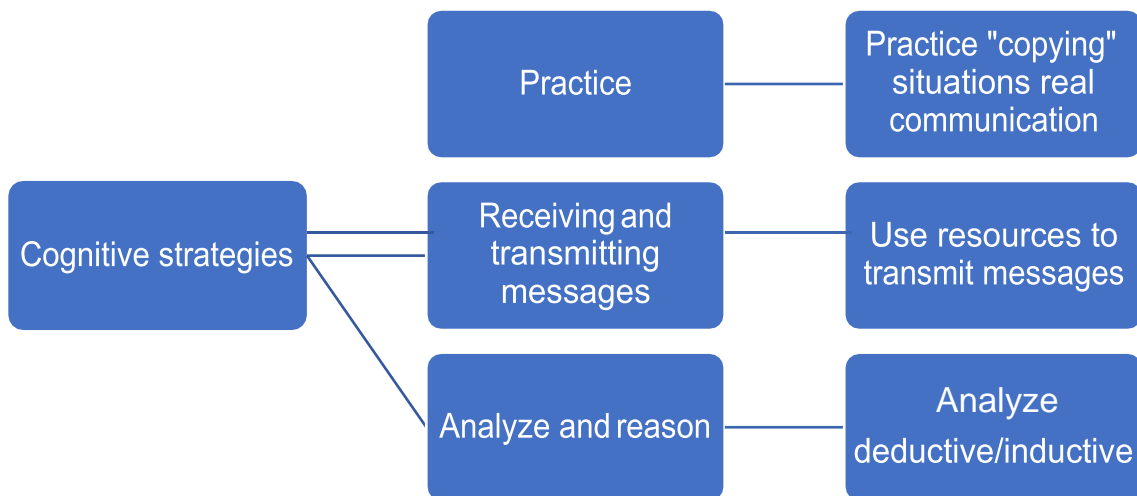 Practice
Practice "copying"
situations real
communication
Cognitive strategies
Receiving and
transmitting
messages
Use resources to
transmit messages
Analyze and reason
Analyze
deductive/inductive